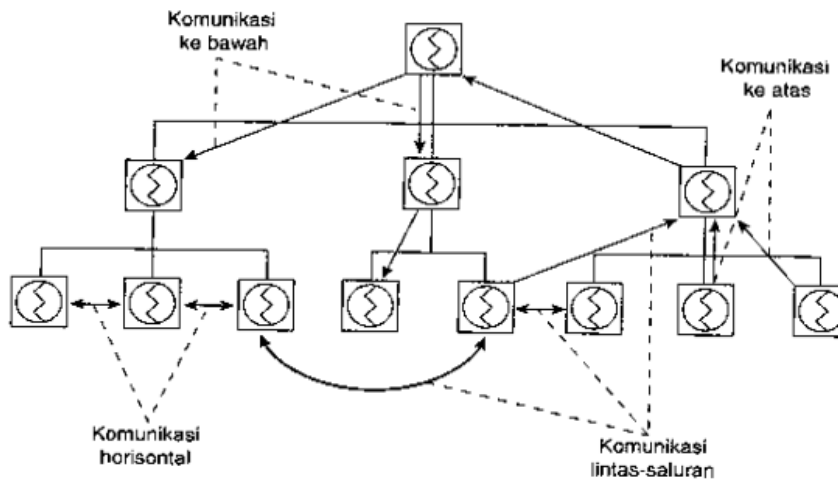 Komunikasi
ke bawah
Komunikasi
ke atas
Komunikasi
horisontal
Komunikasi
lintas-saluran